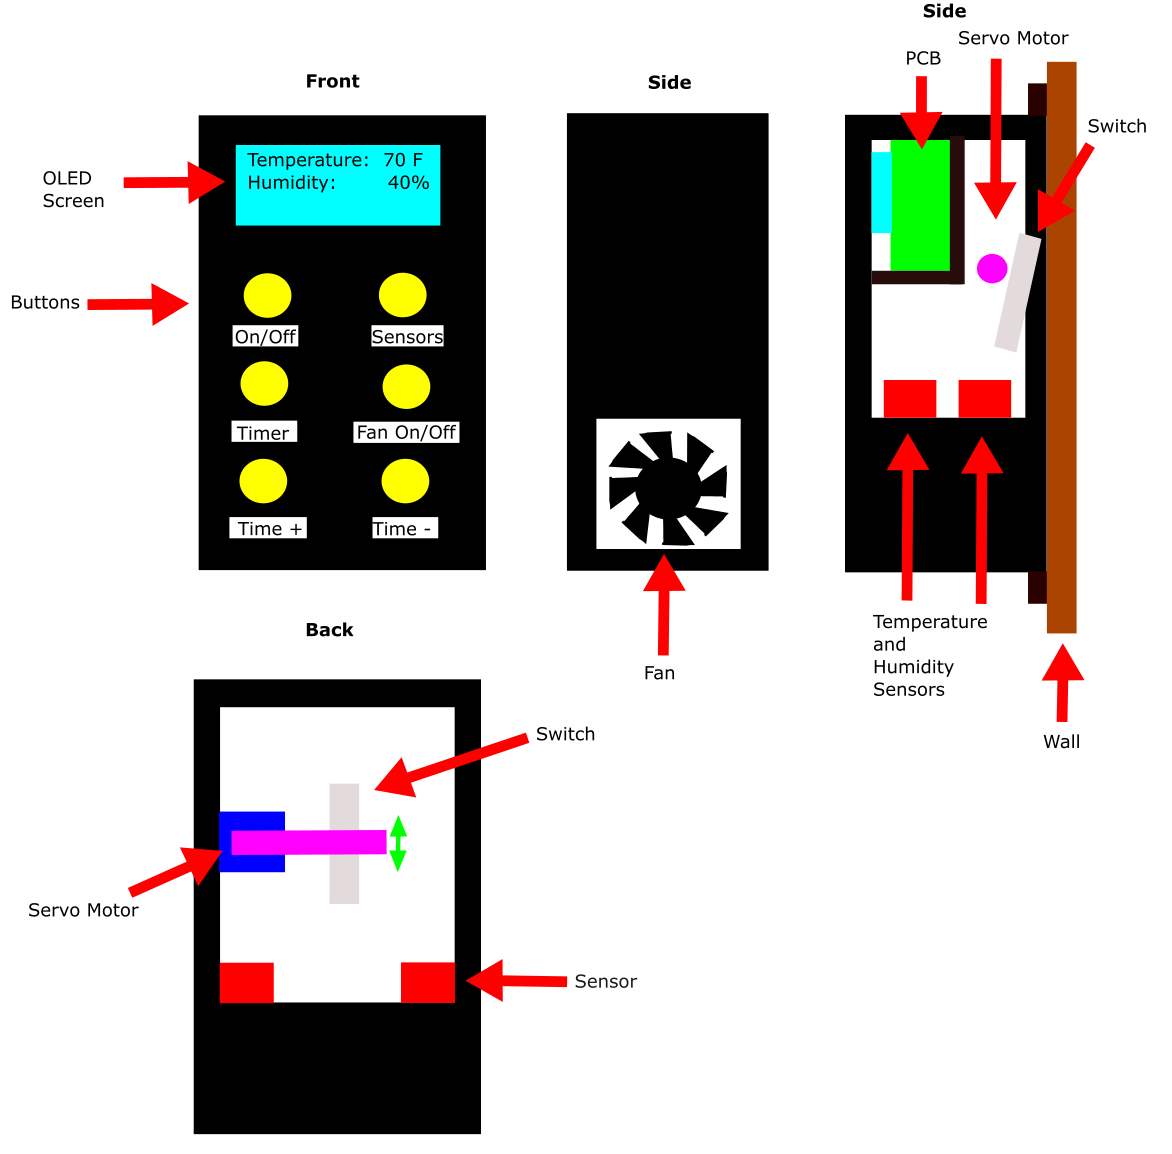 Side
Servo Motor
PCB
Front
Side
Switch
Temperature: 70 F
Humidity: 40%
OLED
Screen
Buttons
On/Off
Sensors
Timer
Fan On/Off
Time +
Time -
Temperature
and
Humidity
Sensors
Back
Fan
Switch
Wall
Servo Motor
Sensor